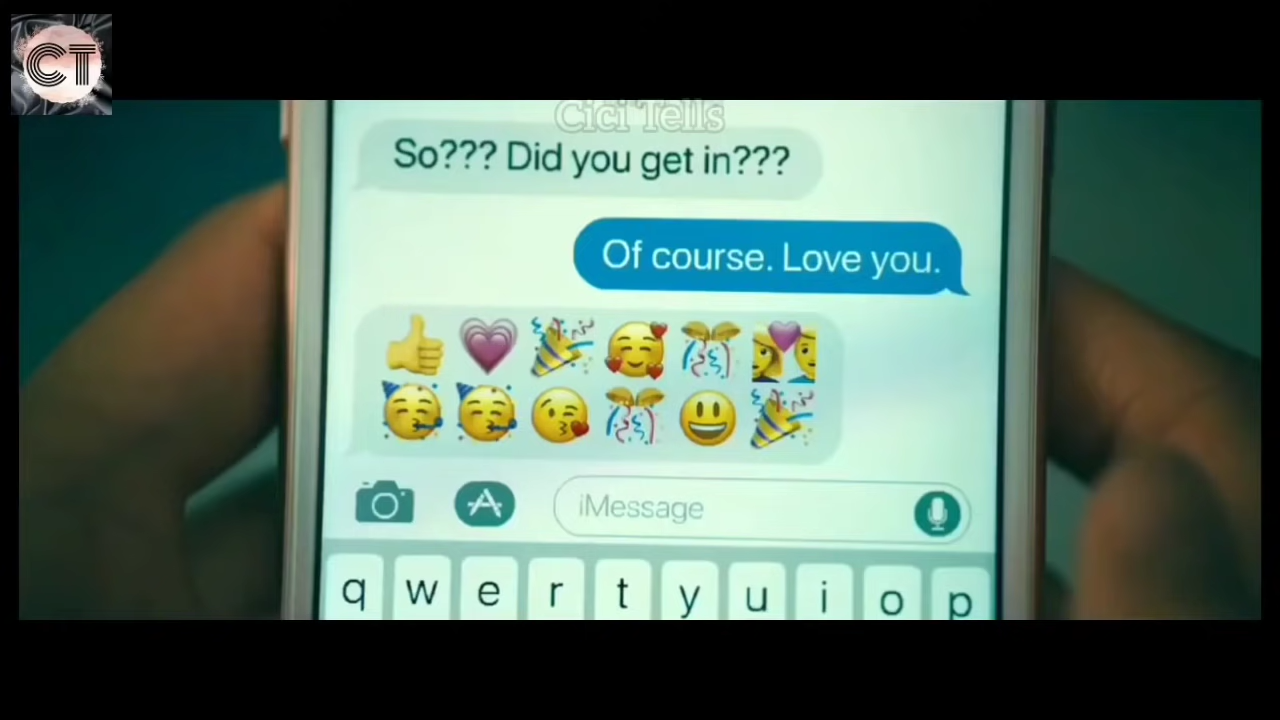 CT
Cici Tells
So??? Did you get in???
Of course. Love you.
👍💗🎉🥰🎊👩‍❤️‍👨
🥳🥳😘🎊😃🎉
iMessage
q w e r t y u i o p